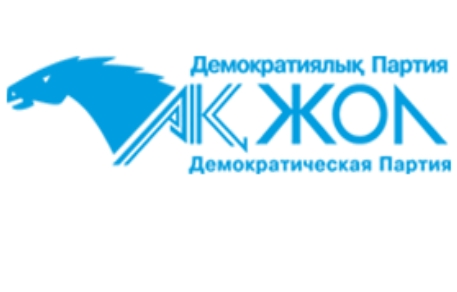 Демократиялық Партия
АҚ ЖОЛ
Демократическая Партия